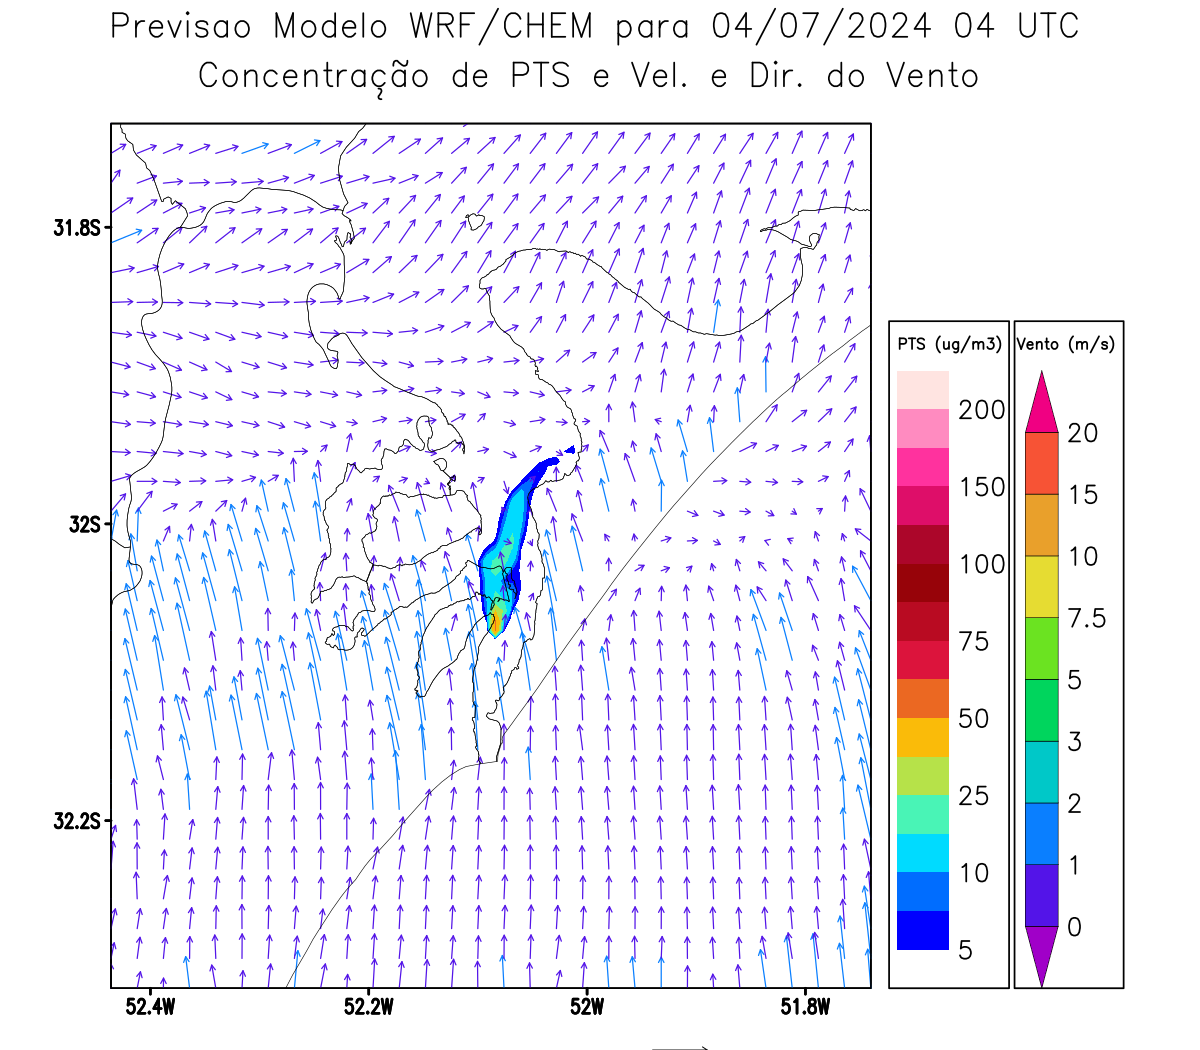 Previsao Modelo WRF/CHEM para 04/07/2024 04 UTC
Concentração de PTS e Vel. e Dir. do Vento
31.8S
32S
32.2S
52.4W 52.2W 52W 51.8W
PTS (ug/m3)
200
150
100
75
50
25
10
5
Vento (m/s)
20
15
10
7.5
5
3
2
1
0